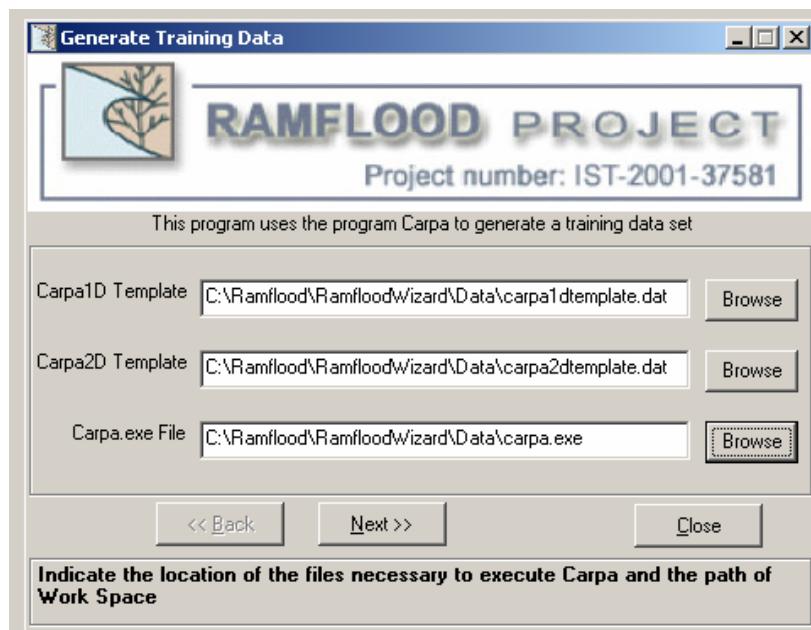 Generate Training Data
RAMFLOOD PROJECT
Project number: IST-2001-37581
This program uses the program Carpa to generate a training data set
Carpa1D Template C:\Ramflood\RamfloodWizard\Data\carpa1dtemplate.dat Browse
Carpa2D Template C:\Ramflood\RamfloodWizard\Data\carpa2dtemplate.dat Browse
Carpa.exe File C:\Ramflood\RamfloodWizard\Data\carpa.exe Browse
<< Back Next >> Close
Indicate the location of the files necessary to execute Carpa and the path of
Work Space